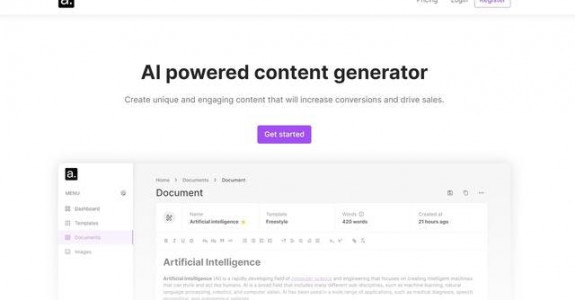 a.
Pricing Login Register
AI powered content generator
Create unique and engaging content that will increase conversions and drive sales.
Get started
a.
Home > Documents > Document
Document
MENU
Dashboard
Templates
Documents
Images
Name Template Words Created at
Artificial Intelligence Freestyle 420 words 21 hours ago
Artificial Intelligence
Artificial Intelligence (AI) is a rapidly developing field of computer science and engineering that focuses on creating intelligent machines
that can think and act like humans. AI is a broad field that includes many different sub-disciplines, such as machine learning, natural
language processing, robotics, and computer vision. AI has been used in a wide range of applications, such as medical diagnosis, speech